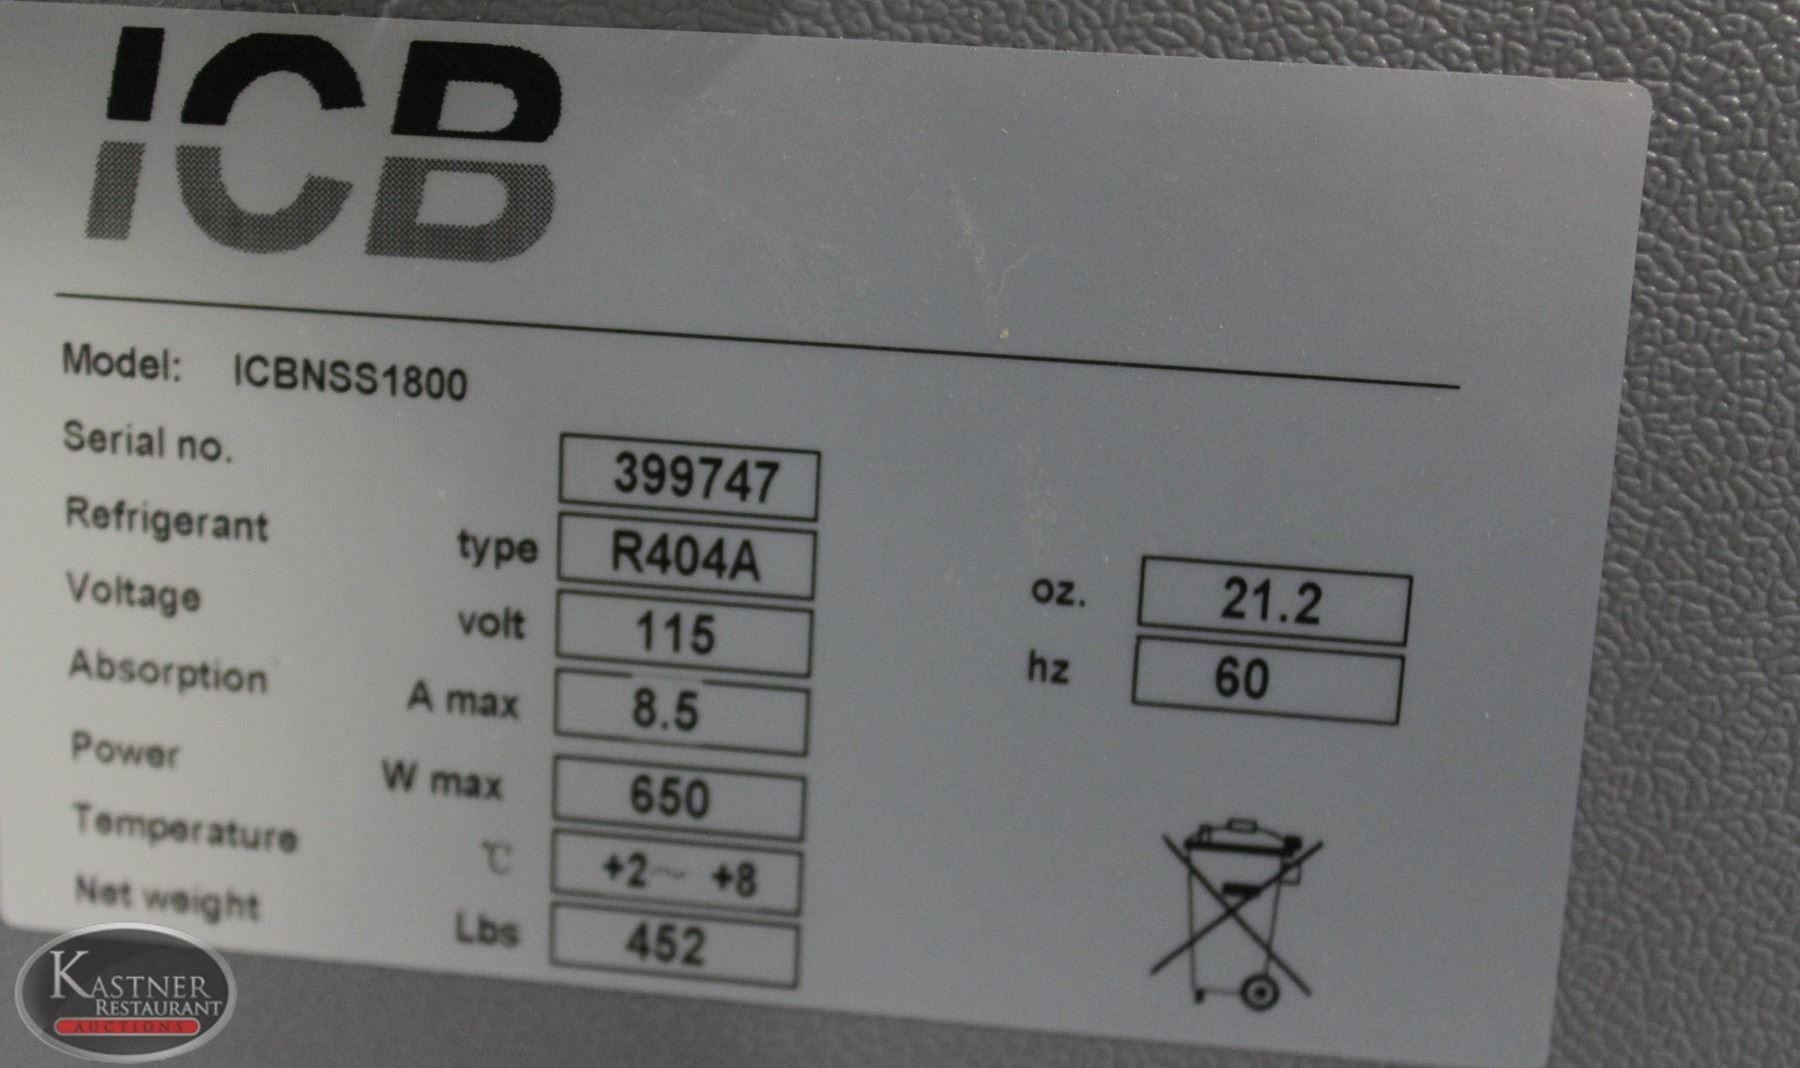 ICB
Model: ICBNSS1800
Serial no. 399747
Refrigerant type R404A oz. 21.2
Voltage volt 115 hz 60
Absorption A max 8.5
Power W max 650
Temperature ℃ +2～ +8
Net weight Lbs 452
KASTNER
RESTAURANT
AUCTIONS